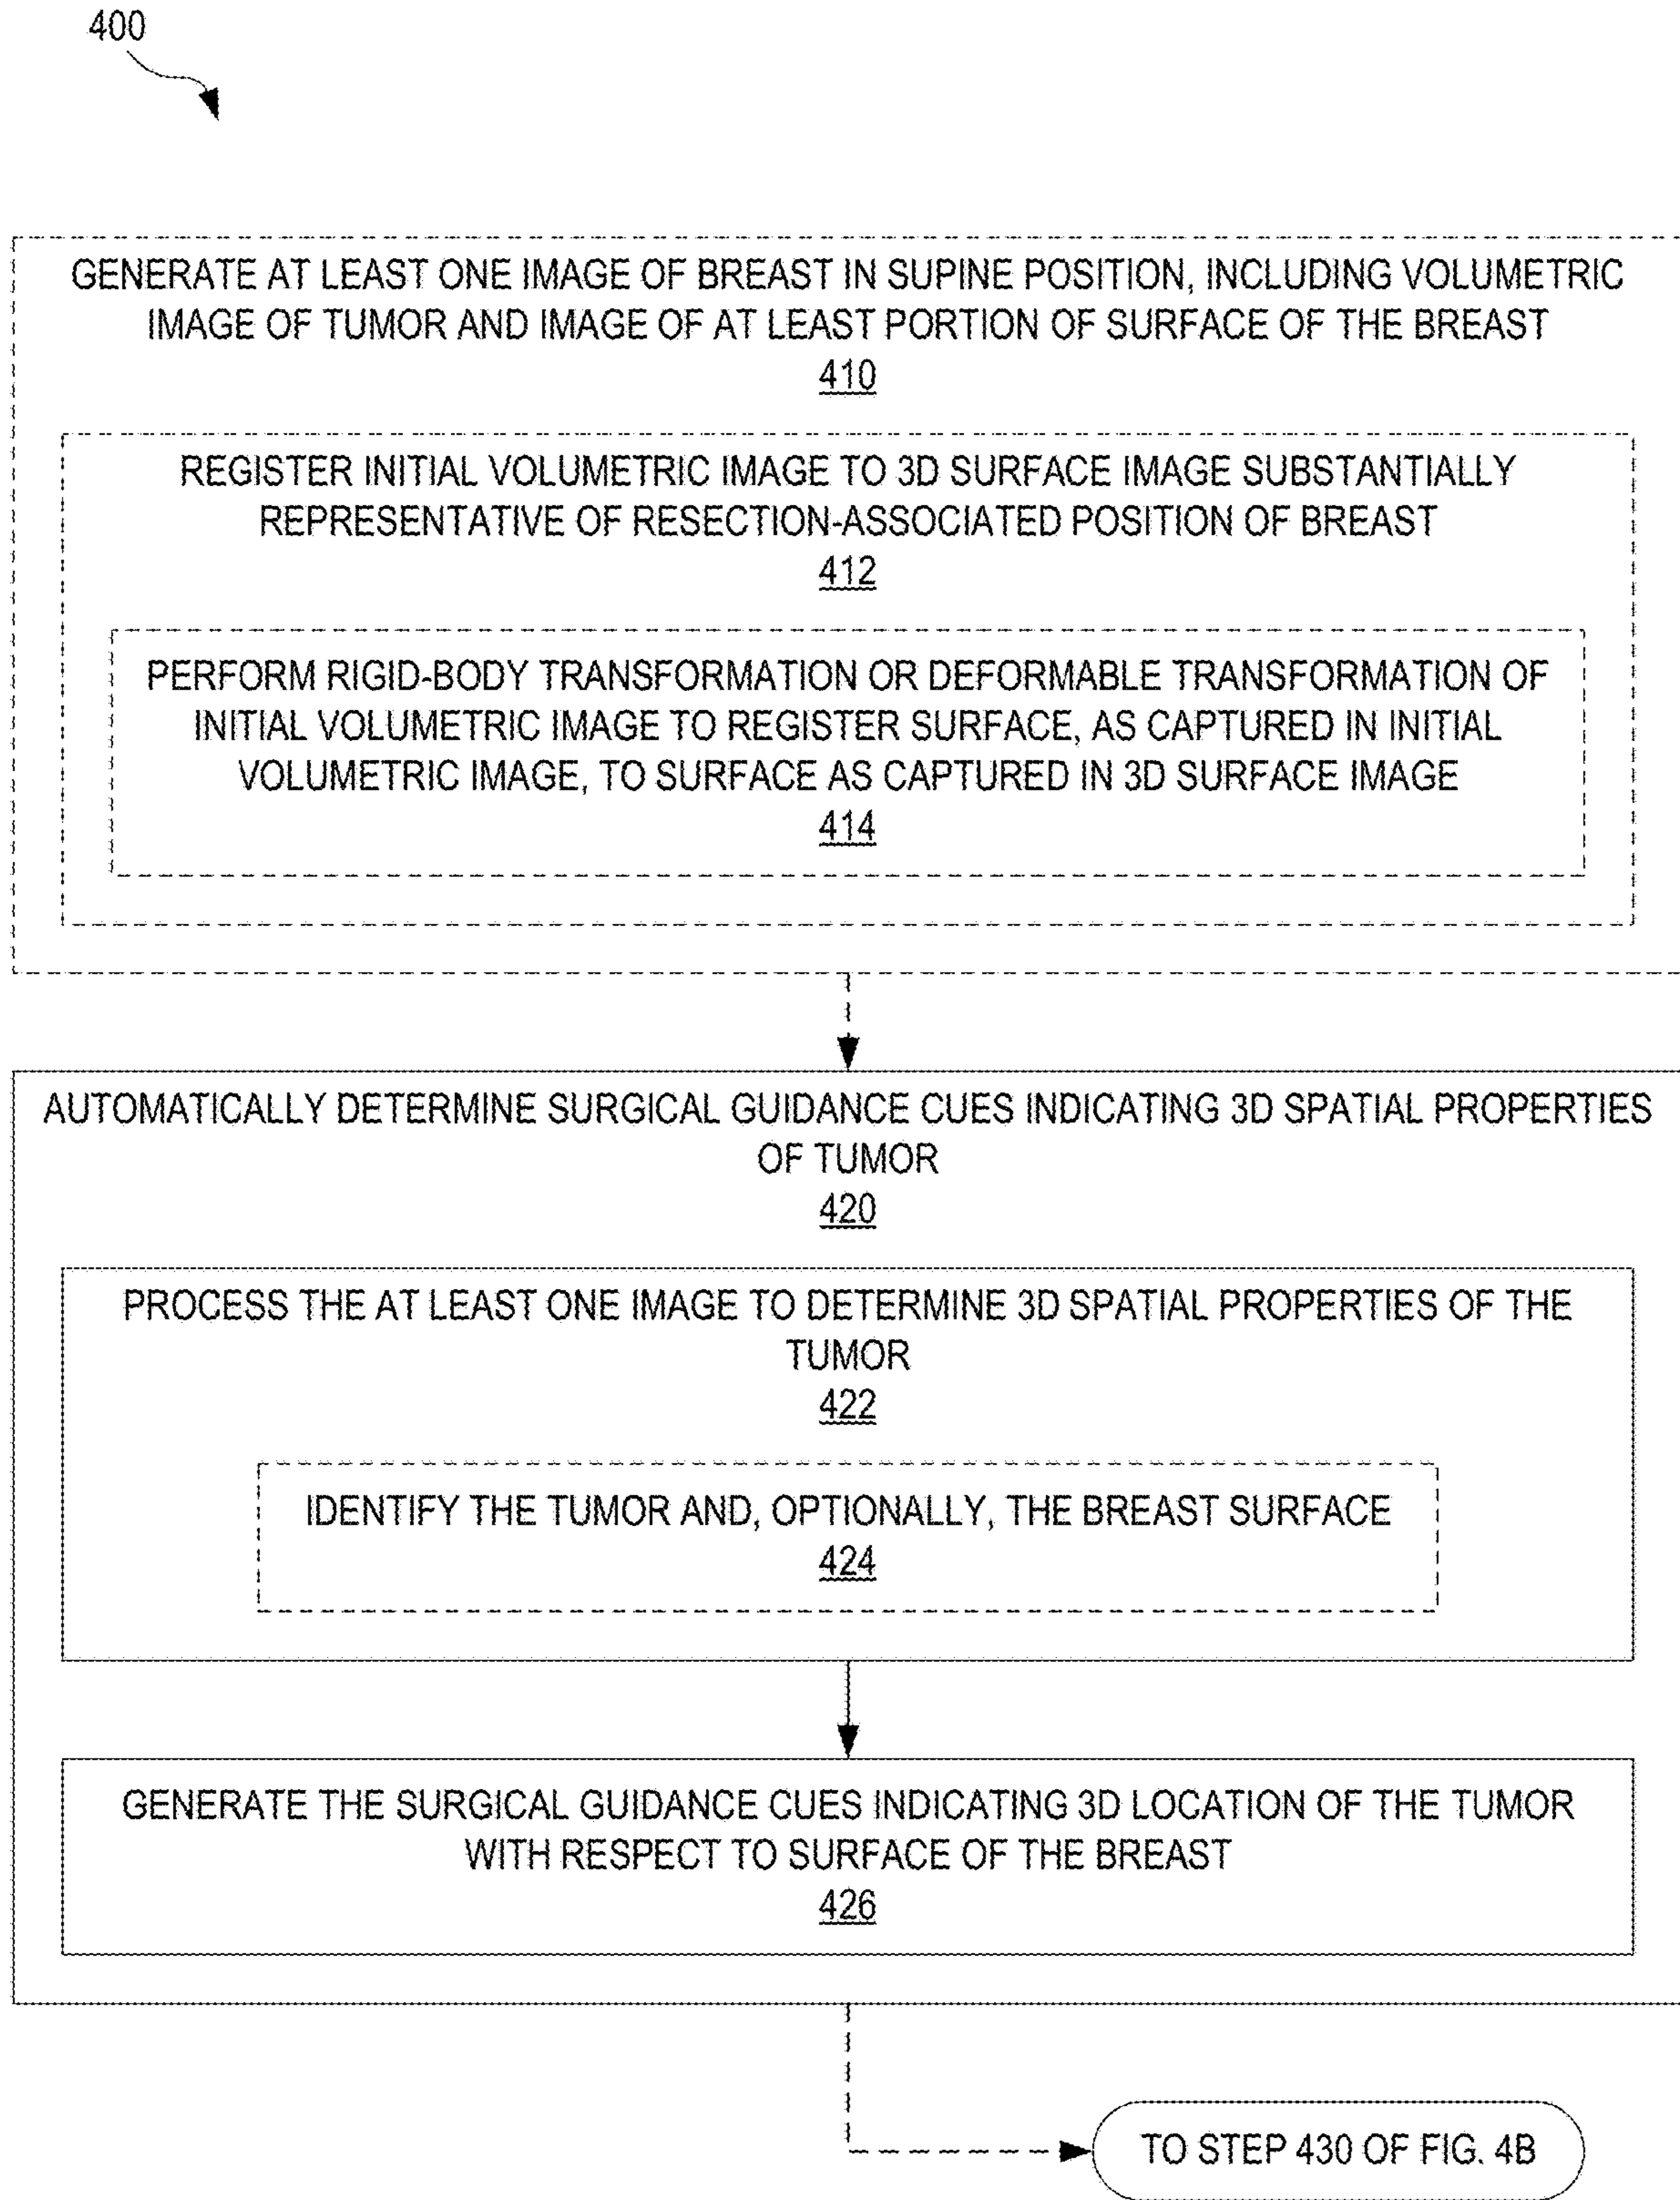 400
GENERATE AT LEAST ONE IMAGE OF BREAST IN SUPINE POSITION, INCLUDING VOLUMETRIC
IMAGE OF TUMOR AND IMAGE OF AT LEAST PORTION OF SURFACE OF THE BREAST
410
REGISTER INITIAL VOLUMETRIC IMAGE TO 3D SURFACE IMAGE SUBSTANTIALLY
REPRESENTATIVE OF RESECTION-ASSOCIATED POSITION OF BREAST
412
PERFORM RIGID-BODY TRANSFORMATION OR DEFORMABLE TRANSFORMATION OF
INITIAL VOLUMETRIC IMAGE TO REGISTER SURFACE, AS CAPTURED IN INITIAL
VOLUMETRIC IMAGE, TO SURFACE AS CAPTURED IN 3D SURFACE IMAGE
414
AUTOMATICALLY DETERMINE SURGICAL GUIDANCE CUES INDICATING 3D SPATIAL PROPERTIES
OF TUMOR
420
PROCESS THE AT LEAST ONE IMAGE TO DETERMINE 3D SPATIAL PROPERTIES OF THE
TUMOR
422
IDENTIFY THE TUMOR AND, OPTIONALLY, THE BREAST SURFACE
424
GENERATE THE SURGICAL GUIDANCE CUES INDICATING 3D LOCATION OF THE TUMOR
WITH RESPECT TO SURFACE OF THE BREAST
426
TO STEP 430 OF FIG. 4B